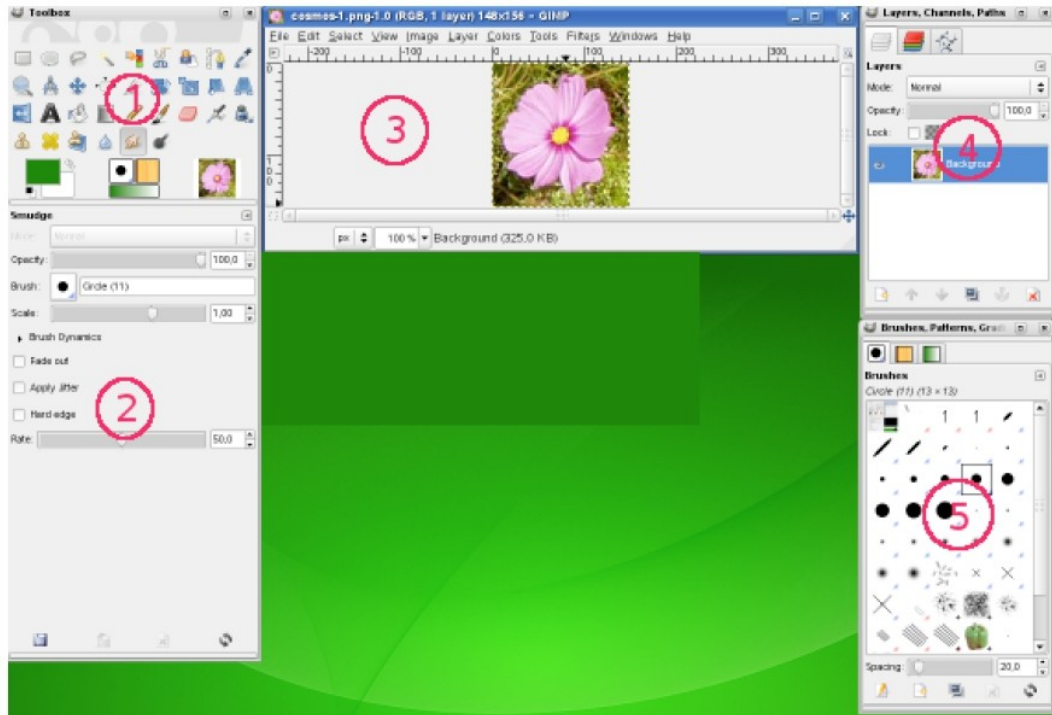 Toolbox
1
Smudge
Mode: Normal
Opacity: 100,0
Brush: Circle (11)
Scale: 1,00
Brush Dynamics
Fade out
Apply Jitter
Hard edge
2
Rate: 50,0
cosmos-1.png-1.0 (RGB, 1 layer) 148x156 – GIMP
File Edit Select View Image Layer Colors Tools Filters Windows Help
-200 -100 0 100 200 300
0
100
3
px 100 % Background (325.0 KB)
Layers, Channels, Paths
Layers
Mode: Normal
Opacity: 100,0
Lock:
4
Background
Brushes, Patterns, Gradi
Brushes
Circle (11) (13 × 13)
5
Spacing: 20,0